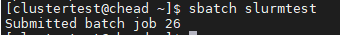 [clustertest@chead ~]$ sbatch slurmtest
Submitted batch job 26